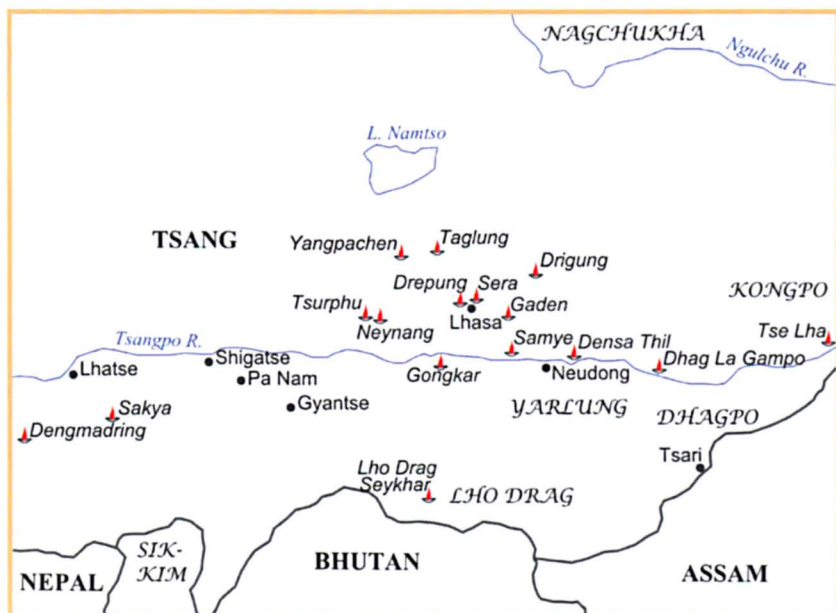 NAGCHUKHA
Ngulchu R.
L. Namtso
TSANG
Yangpachen
Taglung
Drigung
Drepung
Sera
KONGPO
Tsurphu
Gaden
Neynang
Lhasa
Tse Lha
Samye
Densa Thil
Tsangpo R.
Shigatse
Dhag La Gampo
Lhatse
Pa Nam
Gongkar
Neudong
Sakya
Gyantse
YARLUNG
DHAGPO
Dengmadring
Tsari
Lho Drag
Seykhar
LHO DRAG
SIK-
KIM
NEPAL
BHUTAN
ASSAM